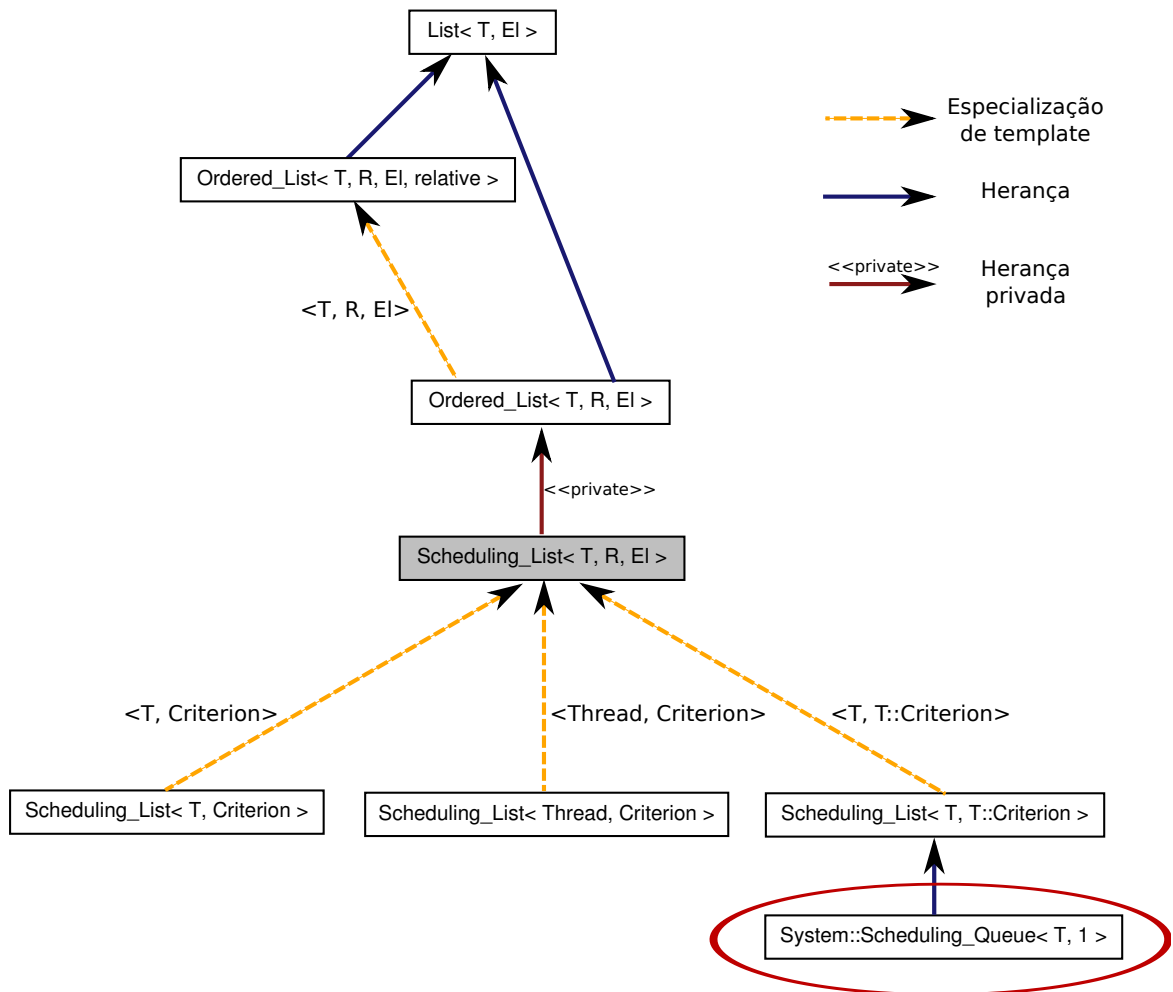 List< T, El >
Especialização
de template
Ordered_List< T, R, El, relative >
Herança
<<private>>
Herança
privada
<T, R, El>
Ordered_List< T, R, El >
<<private>>
Scheduling_List< T, R, El >
<T, Criterion>
<Thread, Criterion>
<T, T::Criterion>
Scheduling_List< T, Criterion >
Scheduling_List< Thread, Criterion >
Scheduling_List< T, T::Criterion >
System::Scheduling_Queue< T, 1 >